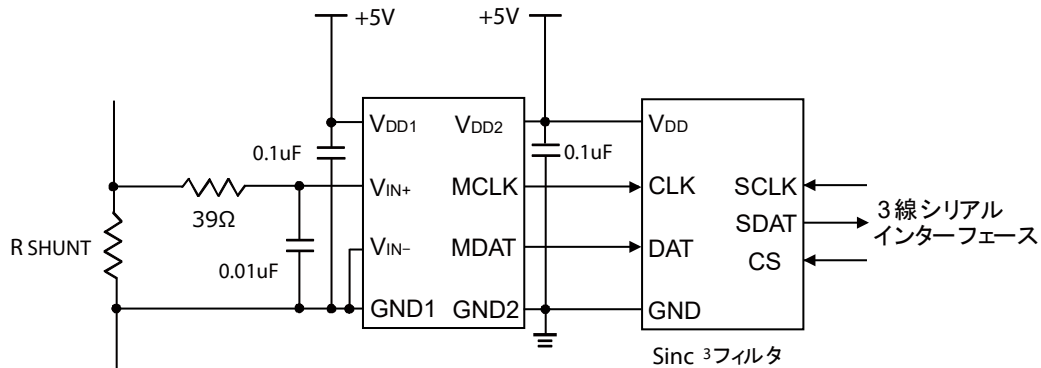 +5V
+5V
VDD1
VDD2
VDD
0.1uF
0.1uF
VIN+
MCLK
CLK
SCLK
39Ω
SDAT
3線シリアル
インターフェース
R SHUNT
VIN−
MDAT
DAT
CS
0.01uF
GND1
GND2
GND
Sinc ³フィルタ